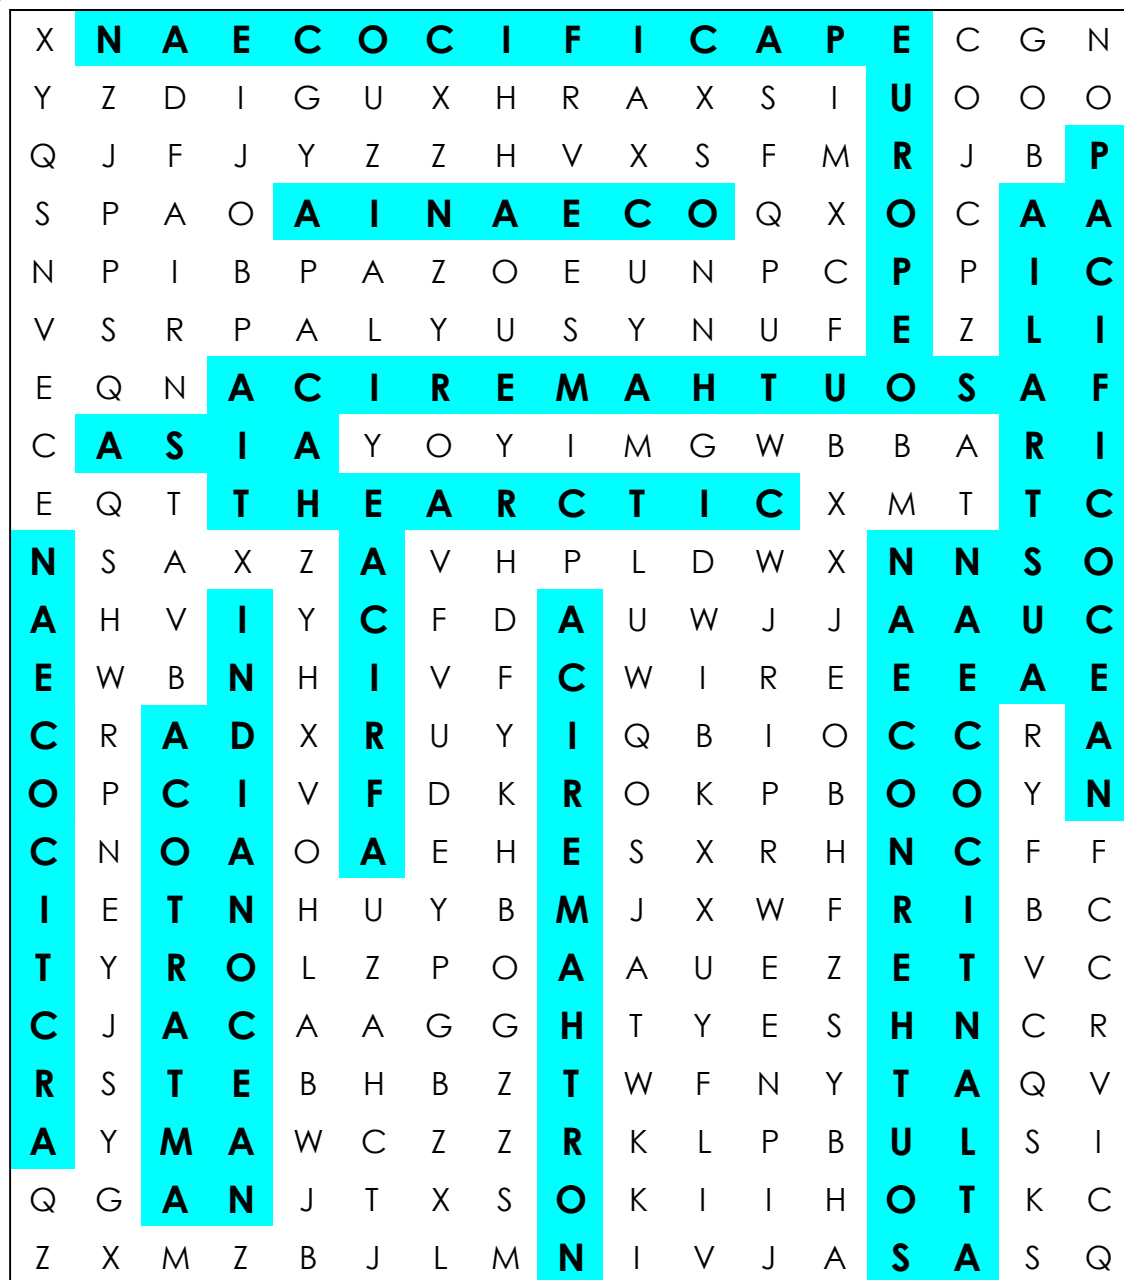 X N A E C O C I F I C A P E C G N
Y Z D I G U X H R A X S I U O O O
Q J F J Y Z Z H V X S F M R J B P
S P A O A I N A E C O Q X O C A A
N P I B P A Z O E U N P C P P I C
V S R P A L Y U S Y N U F E Z L I
E Q N A C I R E M A H T U O S A F
C A S I A Y O Y I M G W B B A R I
E Q T T H E A R C T I C X M T T C
N S A X Z A V H P L D W X N N S O
A H V I Y C F D A U W J J A A U C
E W B N H I V F C W I R E E E A E
C R A D X R U Y I Q B I O C C R A
O P C I V F D K R O K P B O O Y N
C N O A O A E H E S X R H N C F F
I E T N H U Y B M J X W F R I B C
T Y R O L Z P O A A U E Z E T V C
C J A C A A G G H T Y E S H N C R
R S T E B H B Z T W F N Y T A Q V
A Y M A W C Z Z R K L P B U L S I
Q G A N J T X S O K I I H O T K C
Z X M Z B J L M N I V J A S A S Q